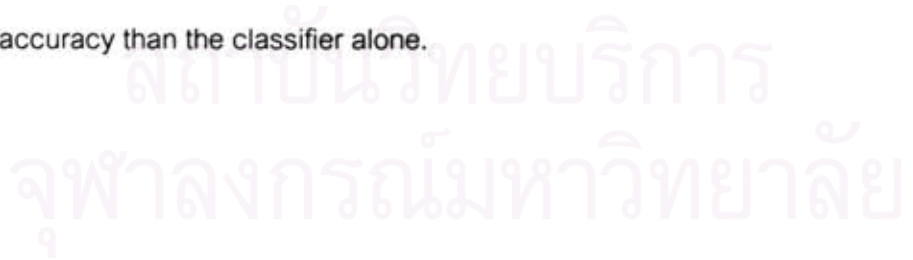 accuracy than the classifier alone.
สถาบันวิทยบริการ
จุฬาลงกรณ์มหาวิทยาลัย